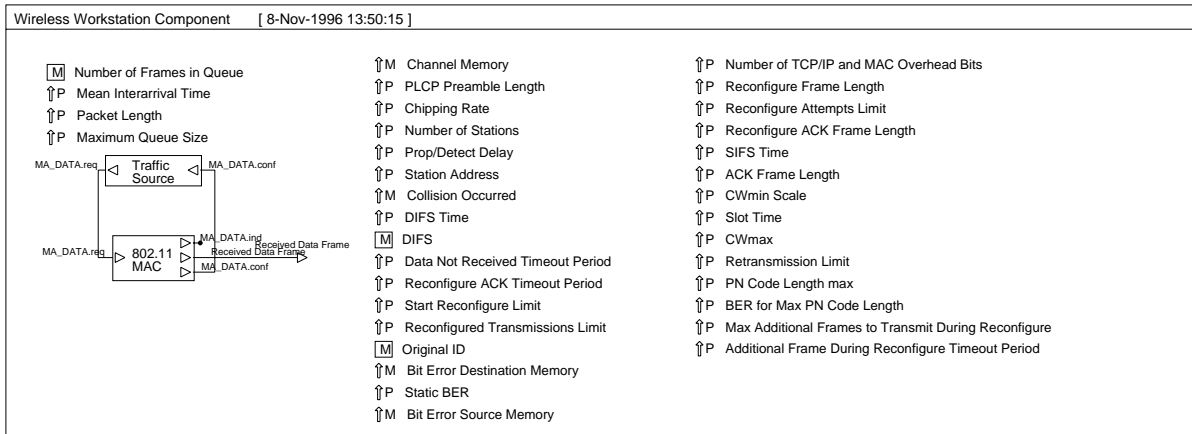 Wireless Workstation Component [ 8-Nov-1996 13:50:15 ]
M Number of Frames in Queue
⇧P Mean Interarrival Time
⇧P Packet Length
⇧P Maximum Queue Size
MA_DATA.req
Traffic
Source
MA_DATA.conf
MA_DATA.req
802.11
MAC
MA_DATA.ind
Received Data Frame
Received Data Frame
MA_DATA.conf
⇧M Channel Memory
⇧P PLCP Preamble Length
⇧P Chipping Rate
⇧P Number of Stations
⇧P Prop/Detect Delay
⇧P Station Address
⇧M Collision Occurred
⇧P DIFS Time
M DIFS
⇧P Data Not Received Timeout Period
⇧P Reconfigure ACK Timeout Period
⇧P Start Reconfigure Limit
⇧P Reconfigured Transmissions Limit
M Original ID
⇧M Bit Error Destination Memory
⇧P Static BER
⇧M Bit Error Source Memory
⇧P Number of TCP/IP and MAC Overhead Bits
⇧P Reconfigure Frame Length
⇧P Reconfigure Attempts Limit
⇧P Reconfigure ACK Frame Length
⇧P SIFS Time
⇧P ACK Frame Length
⇧P CWmin Scale
⇧P Slot Time
⇧P CWmax
⇧P Retransmission Limit
⇧P PN Code Length max
⇧P BER for Max PN Code Length
⇧P Max Additional Frames to Transmit During Reconfigure
⇧P Additional Frame During Reconfigure Timeout Period